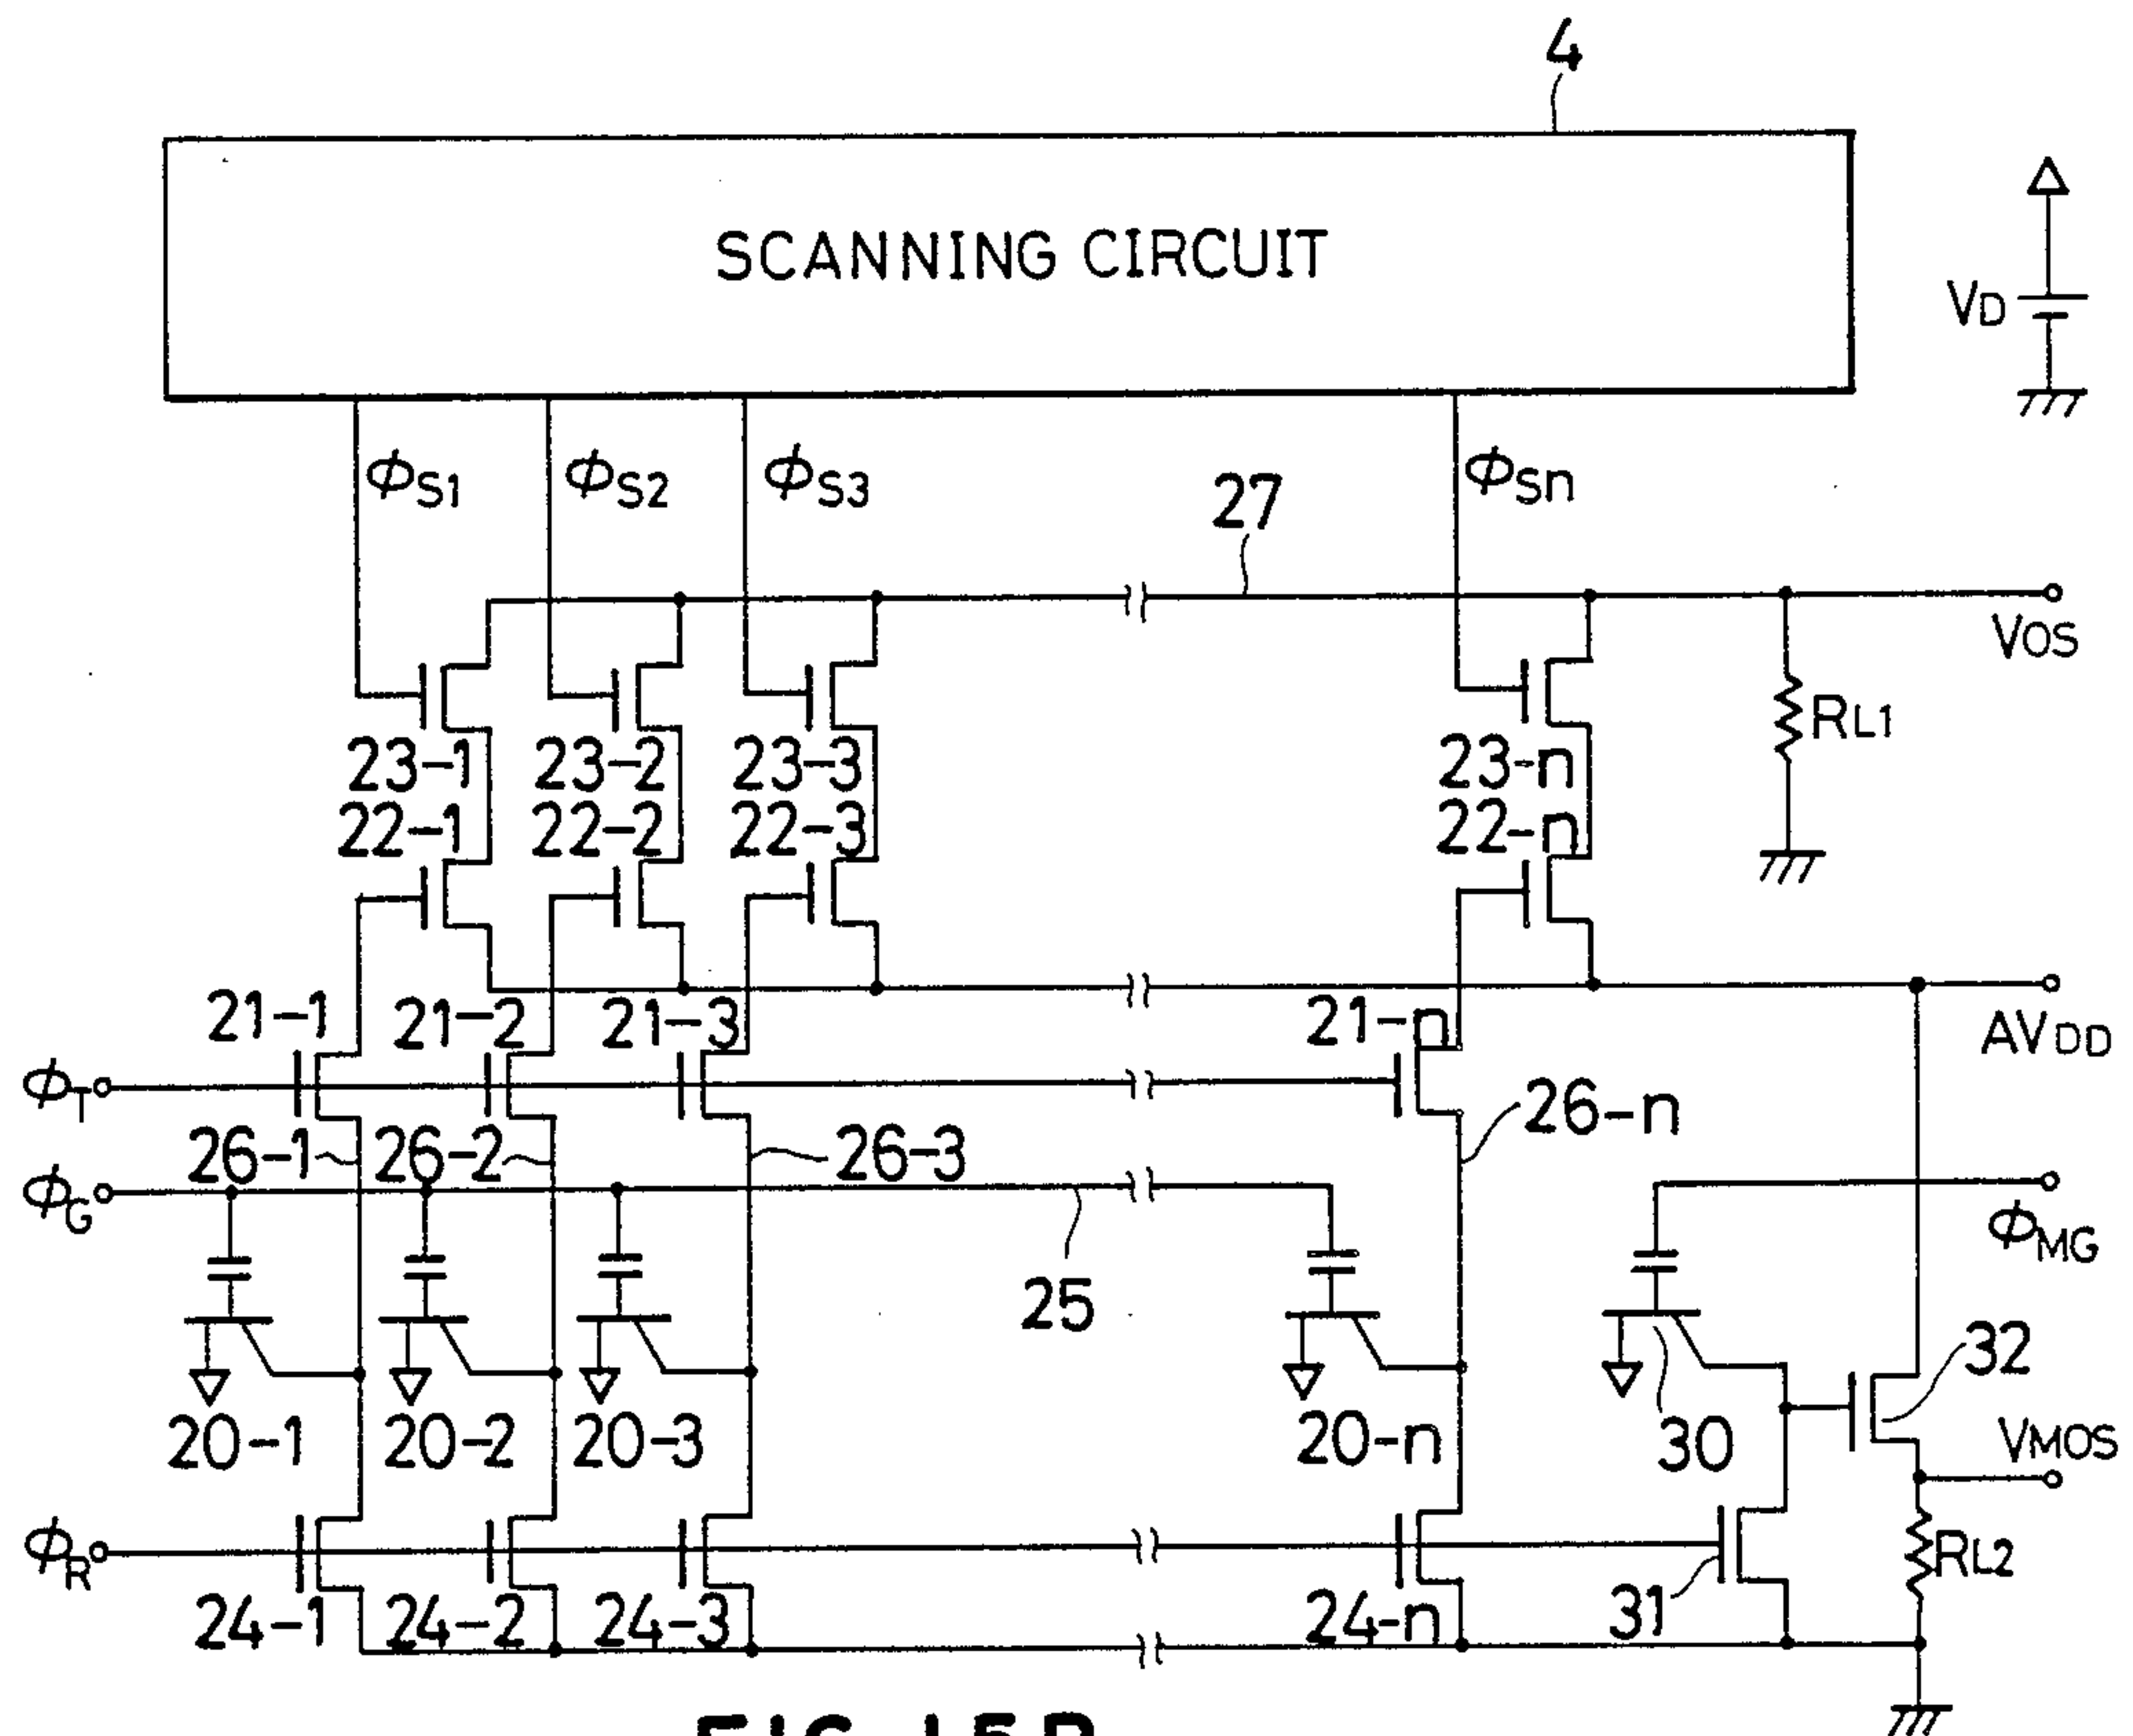 4
SCANNING CIRCUIT
VD
ϕS1 ϕS2 ϕS3 ϕSn
27
VOS
RL1
23-1 23-2 23-3 23-n
22-1 22-2 22-3 22-n
21-1 21-2 21-3 21-n
AVDD
ϕT
26-1 26-2 26-3 26-n
ϕG
ϕMG
25
32
20-1 20-2 20-3 20-n 30
VMOS
ϕR
RL2
24-1 24-2 24-3 24-n 31